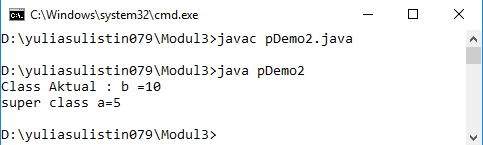 C:\Windows\system32\cmd.exe
D:\yuliasulistin079\Modul3>javac pDemo2.java
D:\yuliasulistin079\Modul3>java pDemo2
Class Aktual : b =10
super class a=5
D:\yuliasulistin079\Modul3>